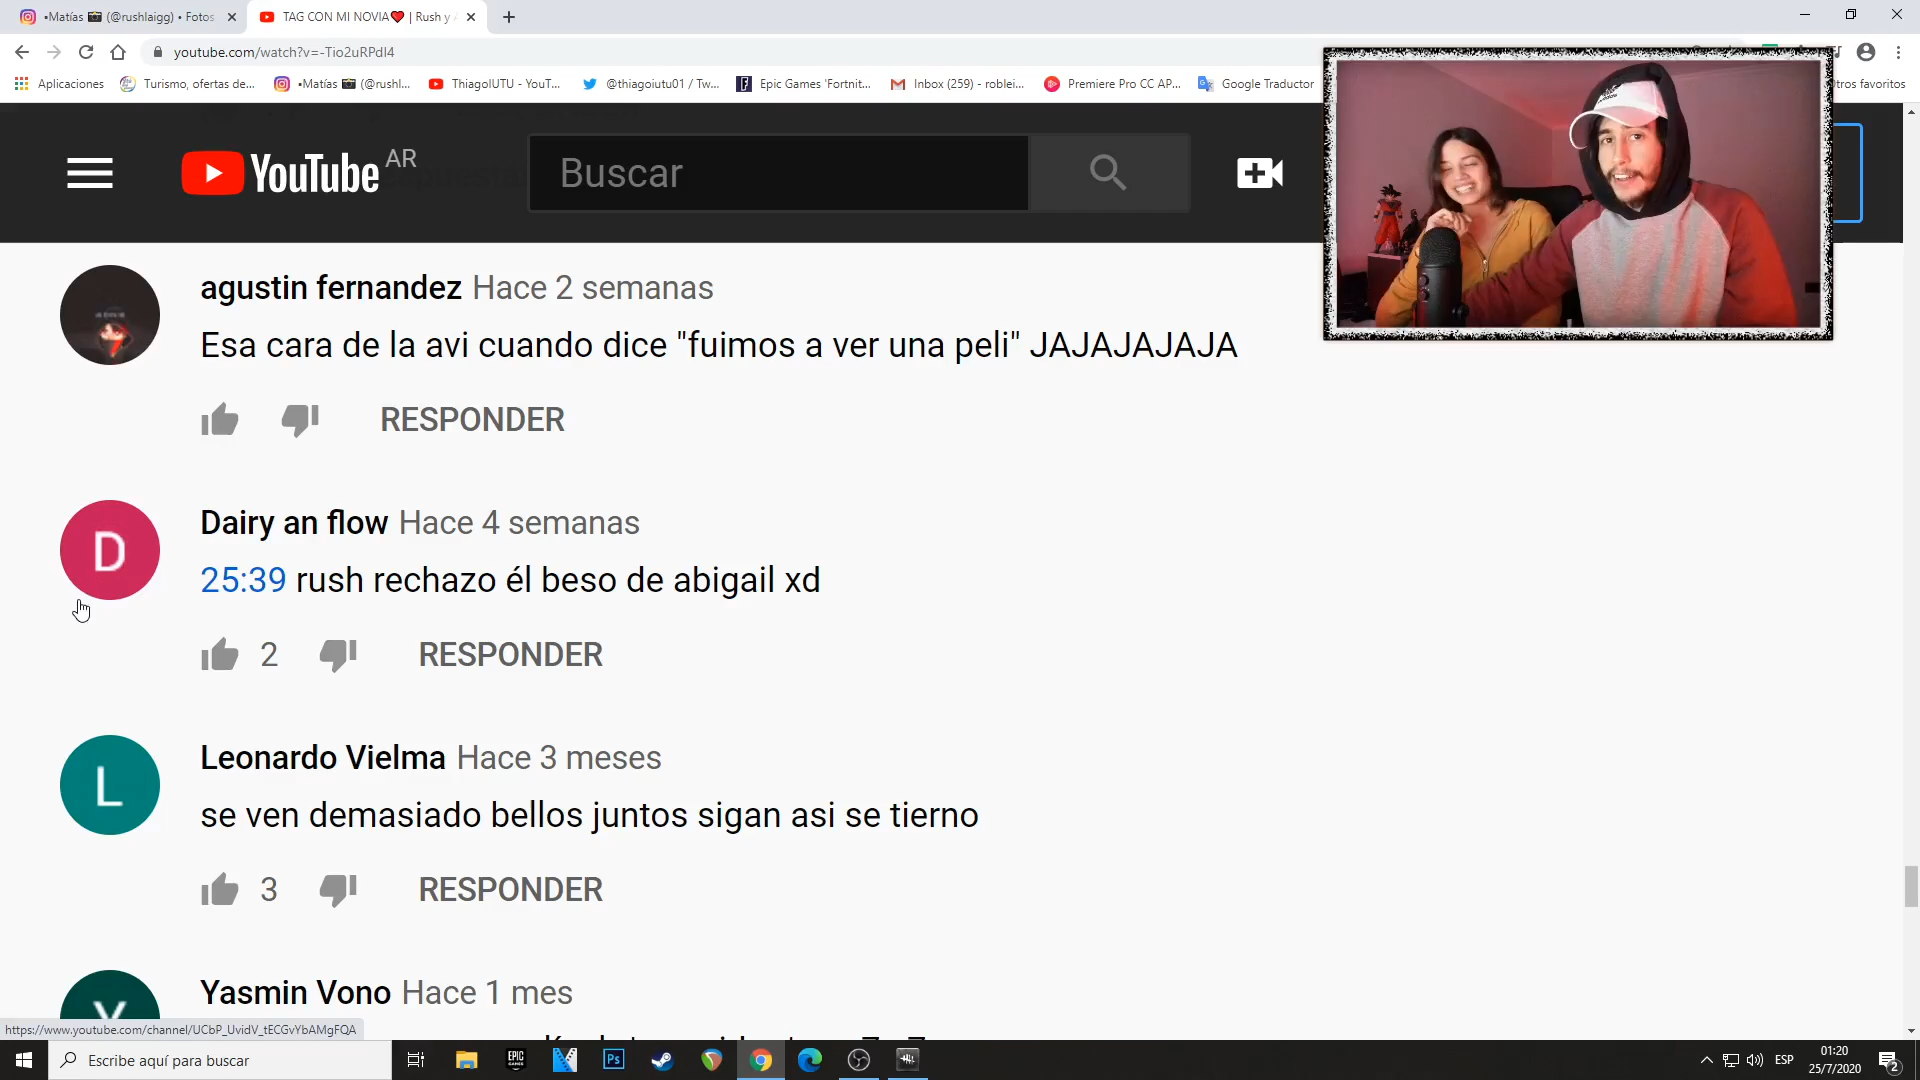 •Matías 📸 (@rushlaigg) • Fotos
TAG CON MI NOVIA❤️ | Rush y
youtube.com/watch?v=-Tio2uRPdI4
Aplicaciones
Turismo, ofertas de...
•Matías 📸 (@rushl...
ThiagoIUTU - YouT...
@thiagoiutu01 / Tw...
Epic Games 'Fortnit...
Inbox (259) - roblei...
Premiere Pro CC AP...
Google Traductor
Otros favoritos
YouTube AR
Buscar
agustin fernandez Hace 2 semanas
Esa cara de la avi cuando dice "fuimos a ver una peli" JAJAJAJAJA
RESPONDER
D
Dairy an flow Hace 4 semanas
25:39 rush rechazo él beso de abigail xd
2 RESPONDER
L
Leonardo Vielma Hace 3 meses
se ven demasiado bellos juntos sigan asi se tierno
3 RESPONDER
Y
Yasmin Vono Hace 1 mes
https://www.youtube.com/channel/UCbP_UvidV_tECGvYbAMgFQA
Escribe aquí para buscar
EPIC GAMES
Ps
ESP
01:20
25/7/2020
2